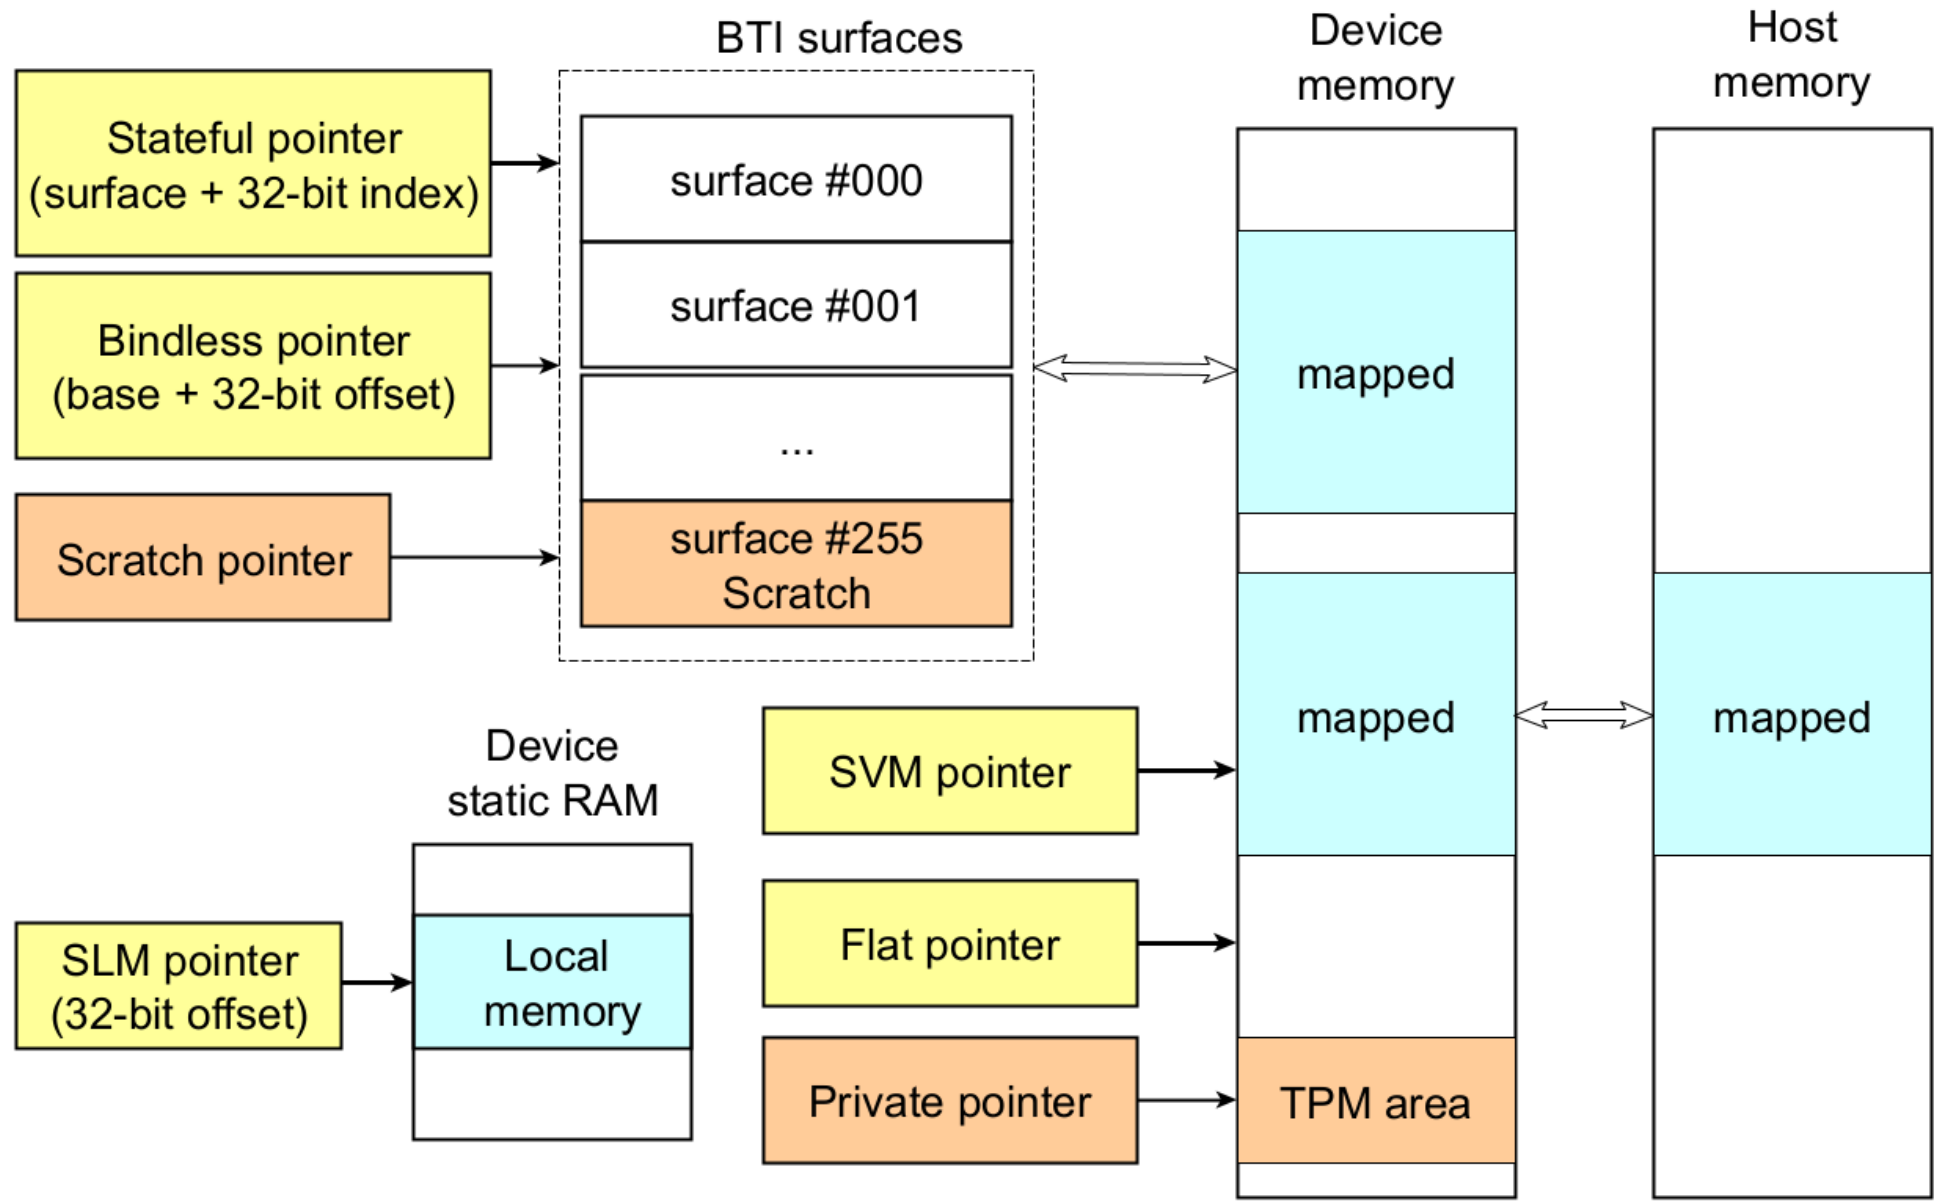 BTI surfaces
Device
memory
Host
memory
Stateful pointer
(surface + 32-bit index)
surface #000
Bindless pointer
(base + 32-bit offset)
surface #001
mapped
...
Scratch pointer
surface #255
Scratch
mapped
mapped
Device
static RAM
SVM pointer
SLM pointer
(32-bit offset)
Local
memory
Flat pointer
Private pointer
TPM area